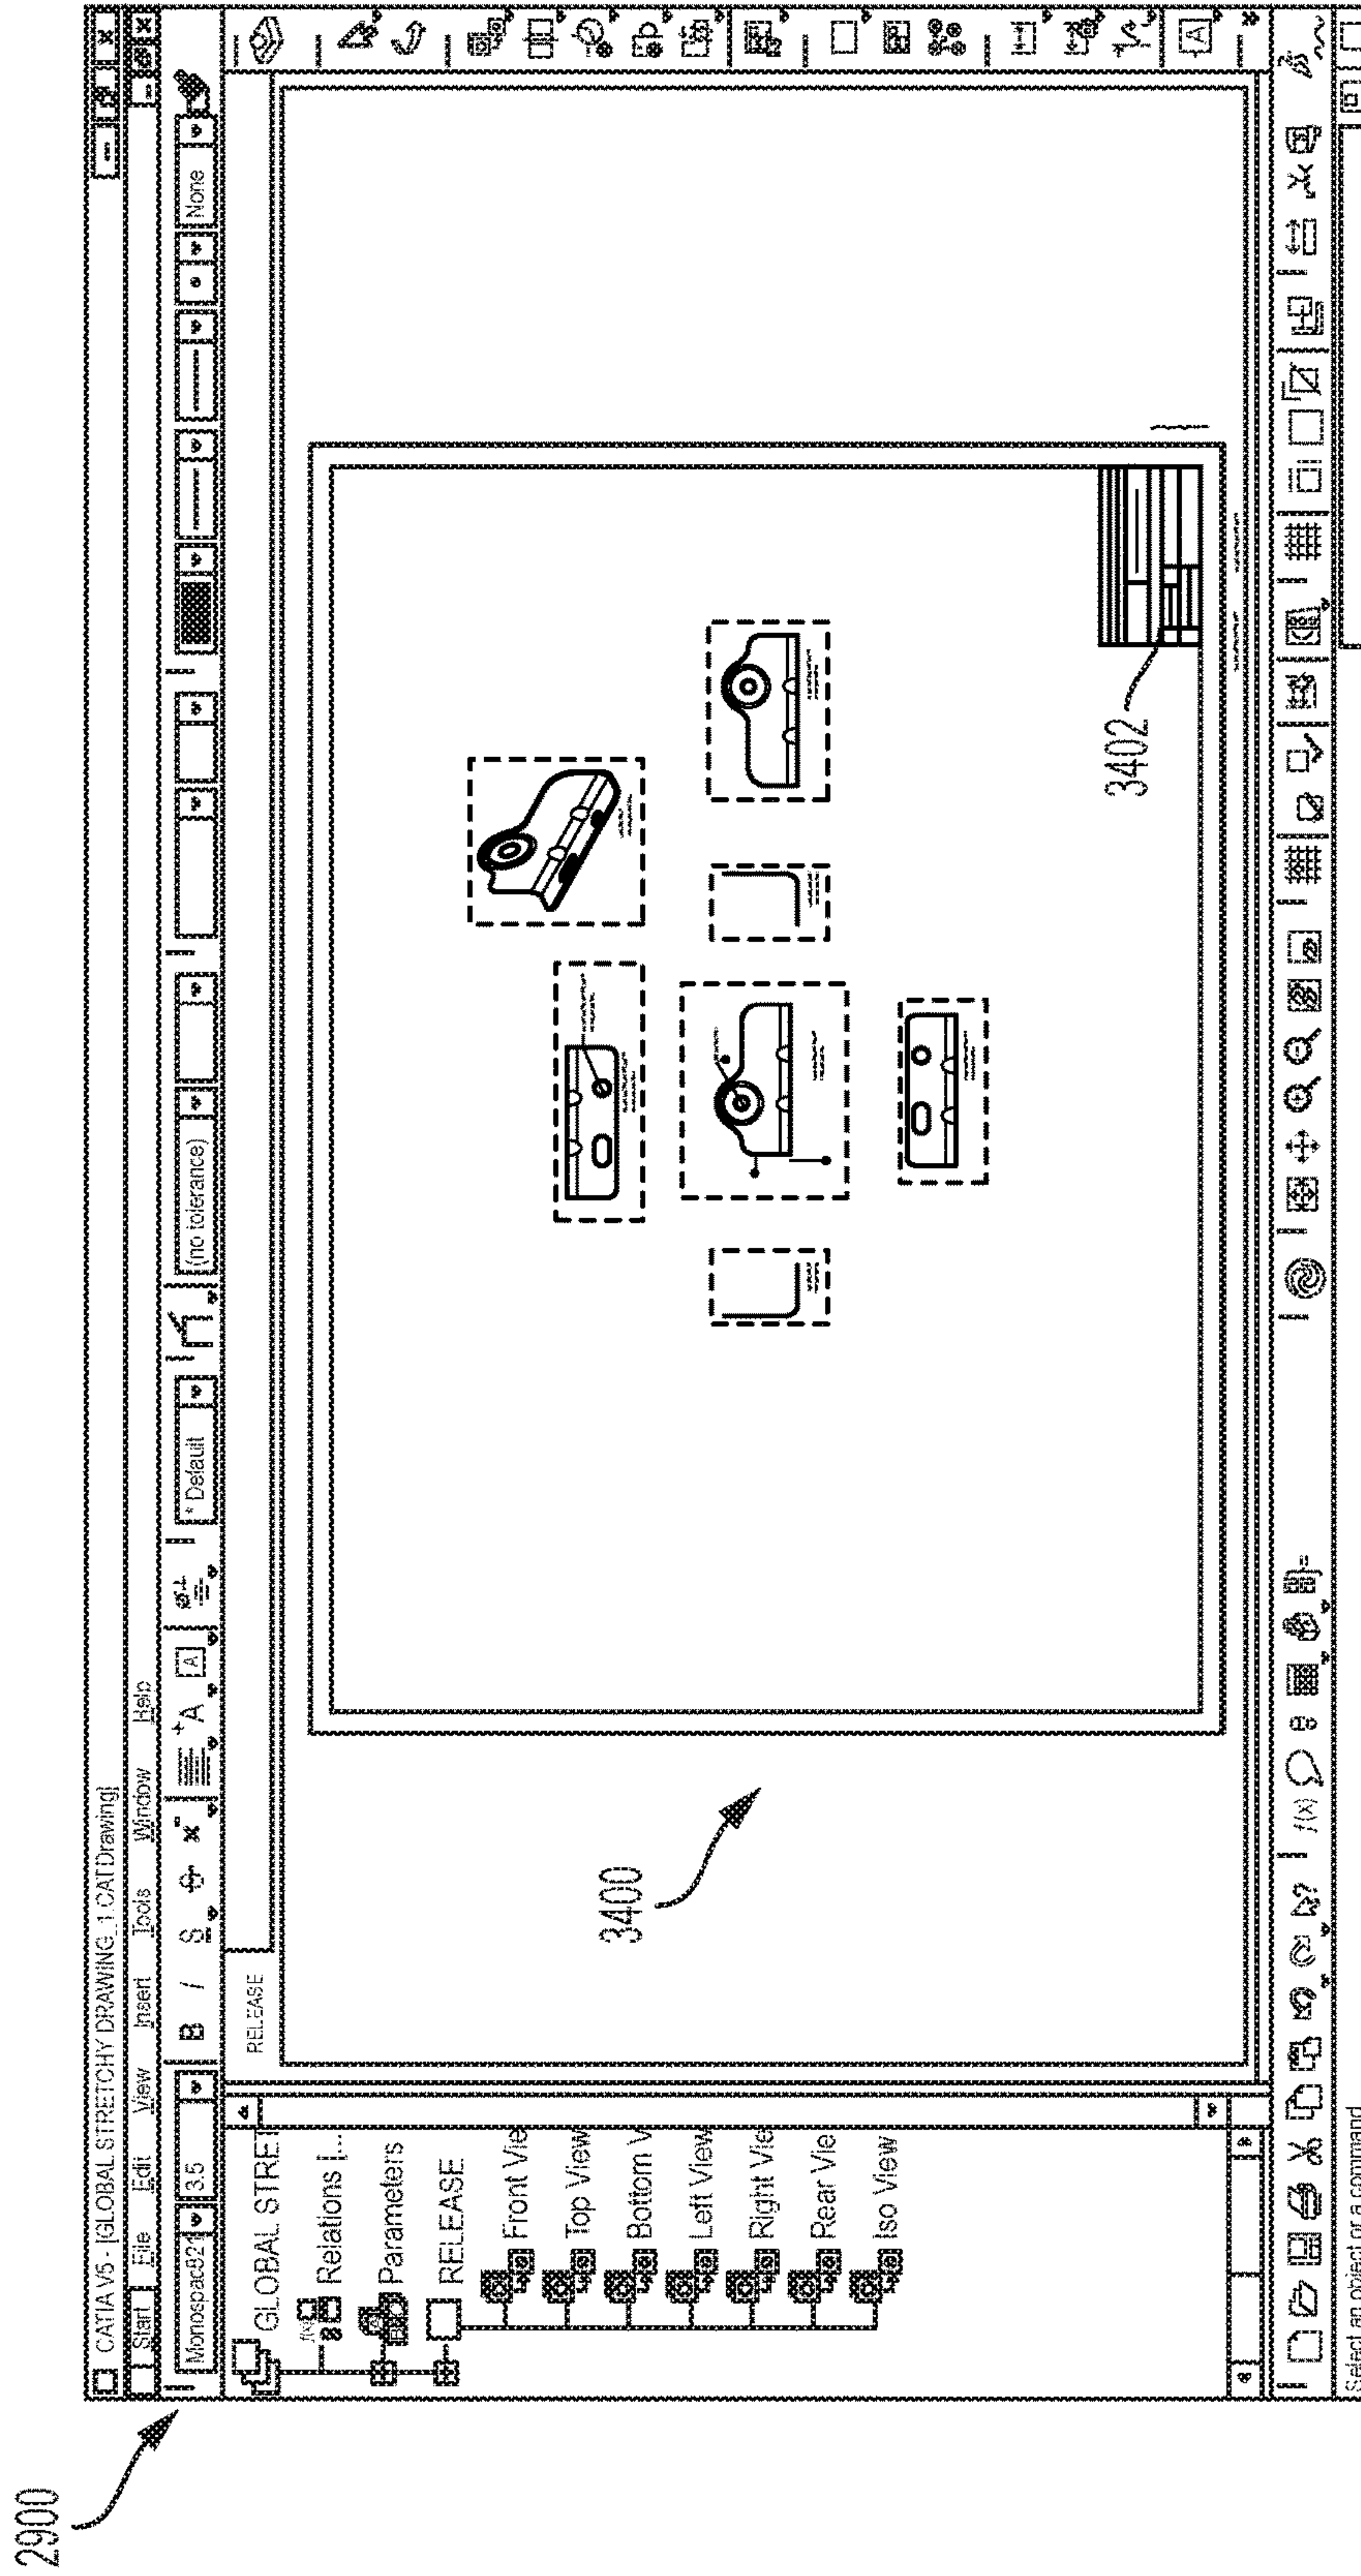 2900
CATIA V5 - [GLOBAL STRETCHY DRAWING_1.CATDrawing]
Start File Edit View Insert Tools Window Help
Monospac821 3.5 B I S A A * Default (no tolerance) None
RELEASE
GLOBAL STRE
Relations [...
Parameters
RELEASE
Front Vie
Top View
Bottom V
Left View
Right Vie
Rear Vie
Iso View
3400
3402
A
f(x)
Select an object or a command